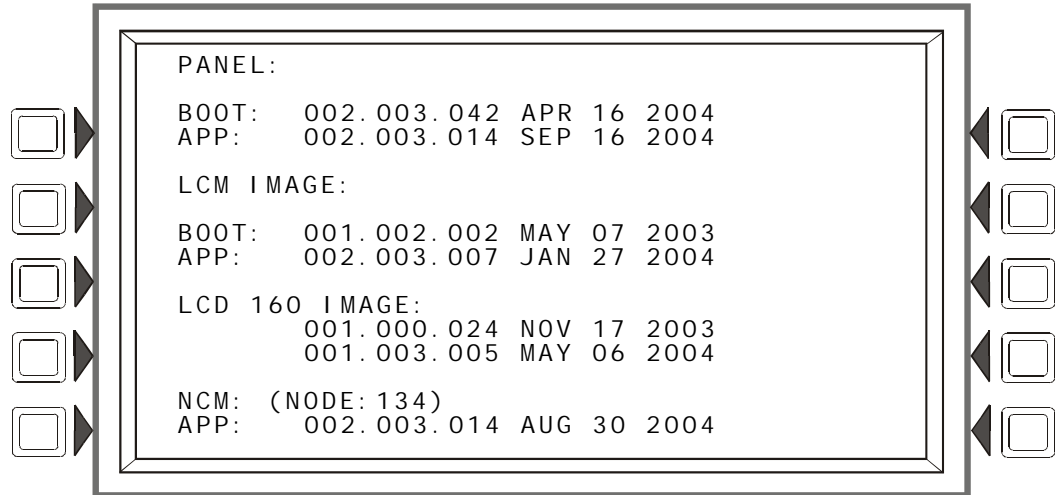 PANEL:
BOOT: 002.003.042 APR 16 2004
APP: 002.003.014 SEP 16 2004
LCM IMAGE:
BOOT: 001.002.002 MAY 07 2003
APP: 002.003.007 JAN 27 2004
LCD 160 IMAGE:
001.000.024 NOV 17 2003
001.003.005 MAY 06 2004
NCM: (NODE:134)
APP: 002.003.014 AUG 30 2004